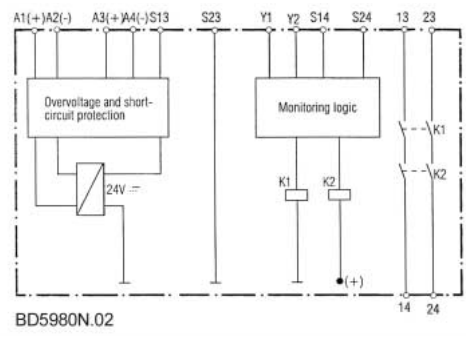 A1(+) A2(-) A3(+) A4(-) S13 S23 Y1 Y2 S14 S24 13 23
Overvoltage and short-
circuit protection
Monitoring logic
K1
K2
24V ⎓
K1 K2
(+)
14 24
BD5980N.02